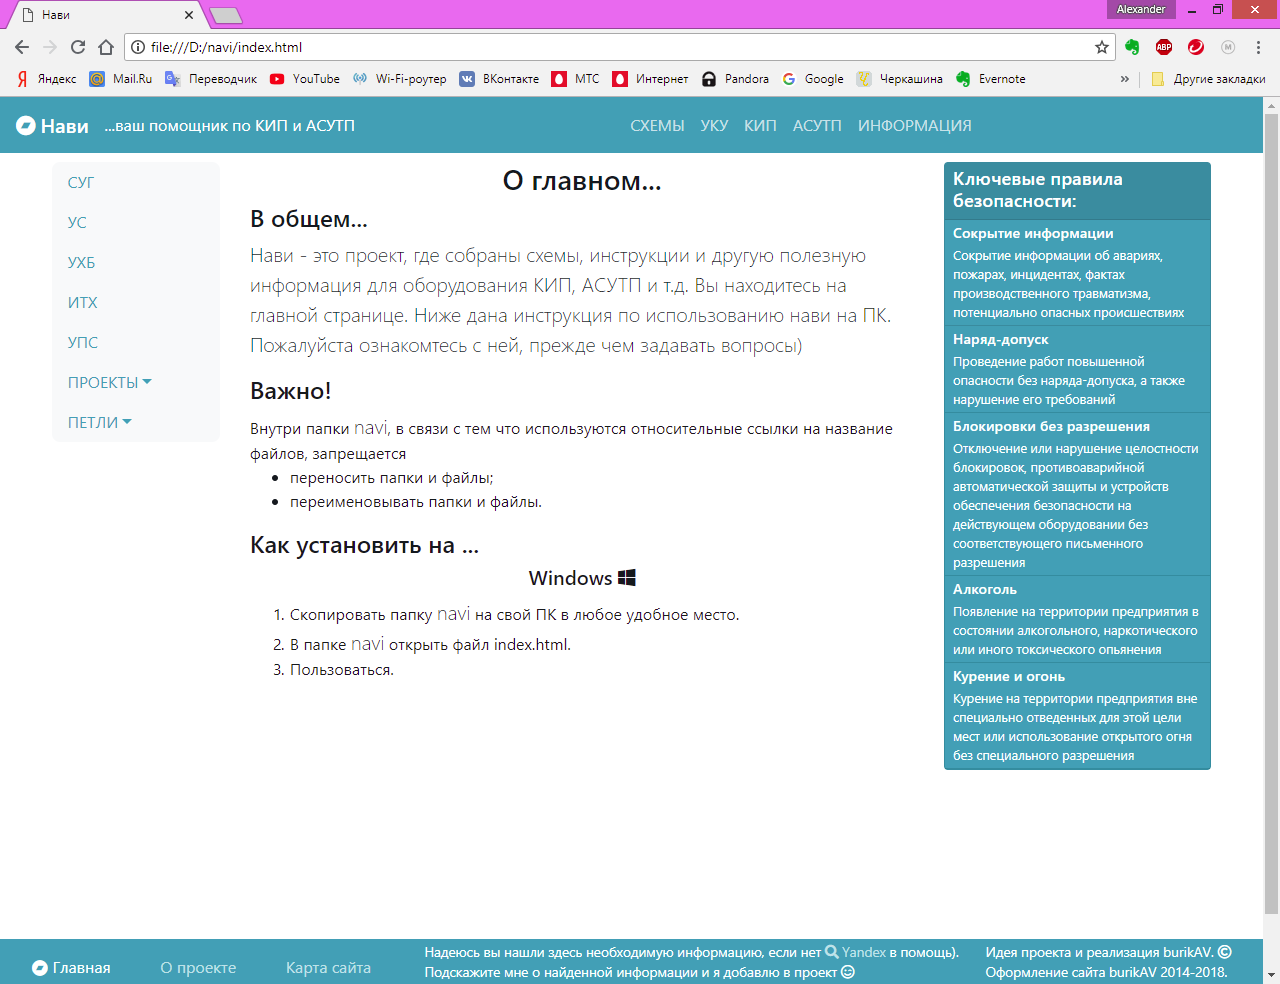 Нави
Alexander
file:///D:/navi/index.html
ABP
M
Яндекс
Mail.Ru
Переводчик
YouTube
Wi-Fi-роутер
ВКонтакте
МТС
Интернет
Pandora
Google
Черкашина
Evernote
»
Другие закладки
Нави ...ваш помощник по КИП и АСУТП
СХЕМЫ УКУ КИП АСУТП ИНФОРМАЦИЯ
СУГ
УС
УХБ
ИТХ
УПС
ПРОЕКТЫ
ПЕТЛИ
О главном...
В общем...
Нави - это проект, где собраны схемы, инструкции и другую полезную
информация для оборудования КИП, АСУТП и т.д. Вы находитесь на
главной странице. Ниже дана инструкция по использованию нави на ПК.
Пожалуйста ознакомтесь с ней, прежде чем задавать вопросы)
Важно!
Внутри папки navi, в связи с тем что используются относительные ссылки на название
файлов, запрещается
• переносить папки и файлы;
• переименовывать папки и файлы.
Как установить на ...
Windows
1. Скопировать папку navi на свой ПК в любое удобное место.
2. В папке navi открыть файл index.html.
3. Пользоваться.
Ключевые правила
безопасности:
Сокрытие информации
Сокрытие информации об авариях,
пожарах, инцидентах, фактах
производственного травматизма,
потенциально опасных происшествиях
Наряд-допуск
Проведение работ повышенной
опасности без наряда-допуска, а также
нарушение его требований
Блокировки без разрешения
Отключение или нарушение целостности
блокировок, противоаварийной
автоматической защиты и устройств
обеспечения безопасности на
действующем оборудовании без
соответствующего письменного
разрешения
Алкоголь
Появление на территории предприятия в
состоянии алкогольного, наркотического
или иного токсического опьянения
Курение и огонь
Курение на территории предприятия вне
специально отведенных для этой цели
мест или использование открытого огня
без специального разрешения
Главная
О проекте
Карта сайта
Надеюсь вы нашли здесь необходимую информацию, если нет Yandex в помощь).
Подскажите мне о найденной информации и я добавлю в проект
Идея проекта и реализация burikAV. ©
Оформление сайта burikAV 2014-2018.